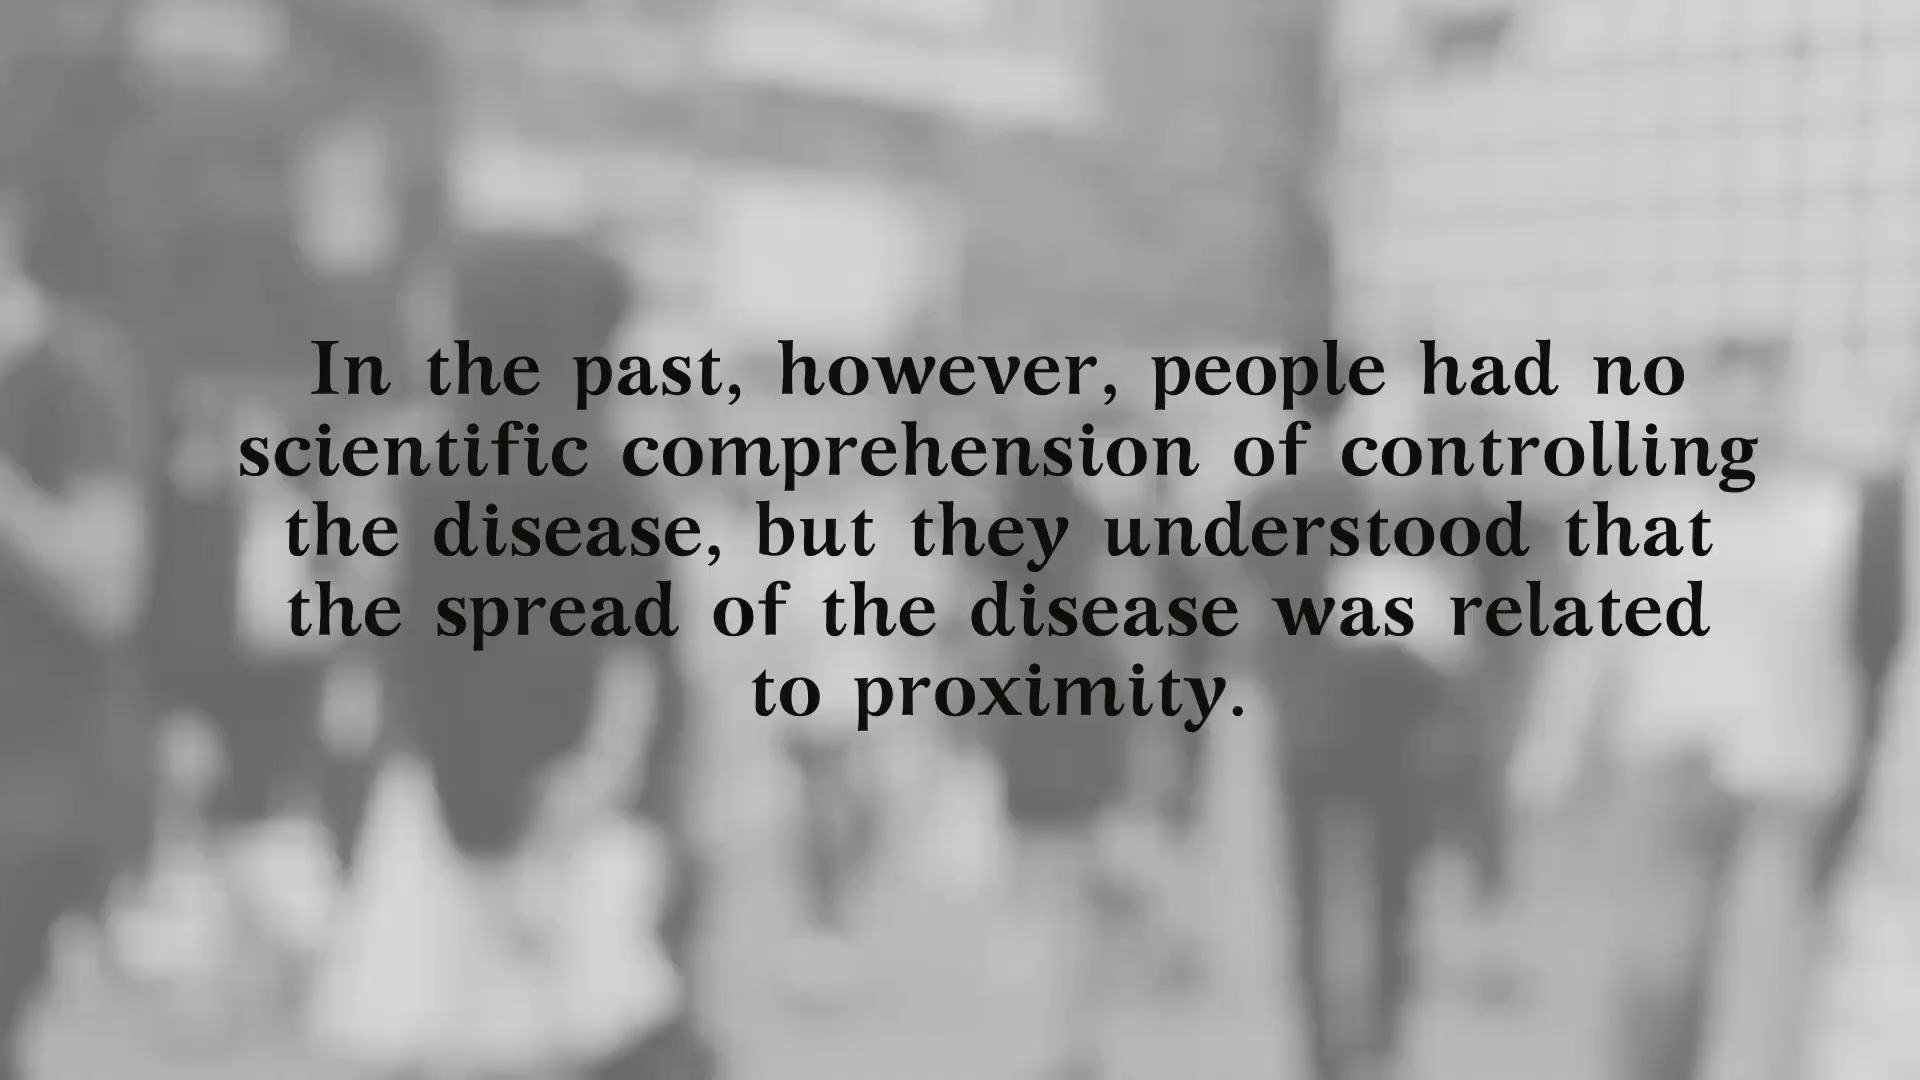 In the past, however, people had no
scientific comprehension of controlling
the disease, but they understood that
the spread of the disease was related
to proximity.